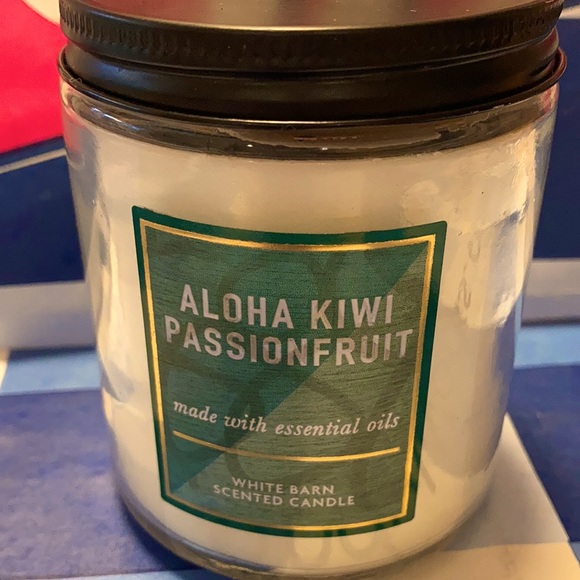 ALOHA KIWI
PASSIONFRUIT
made with essential oils
WHITE BARN
SCENTED CANDLE